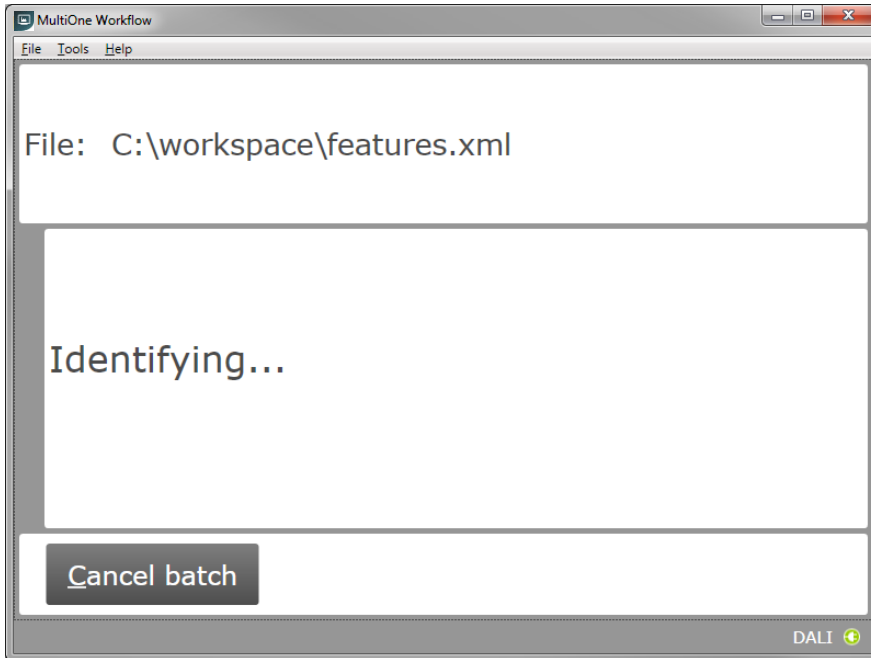 MultiOne Workflow
File Tools Help
File: C:\workspace\features.xml
Identifying...
Cancel batch
DALI